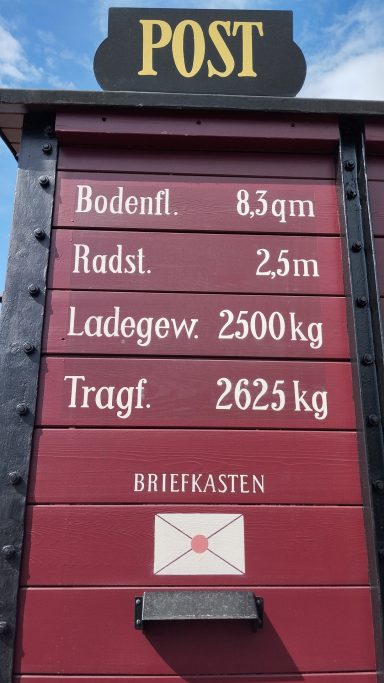 POST
Bodenfl. 8,3qm
Radst. 2,5m
Ladegew. 2500kg
Tragf. 2625kg
BRIEFKASTEN